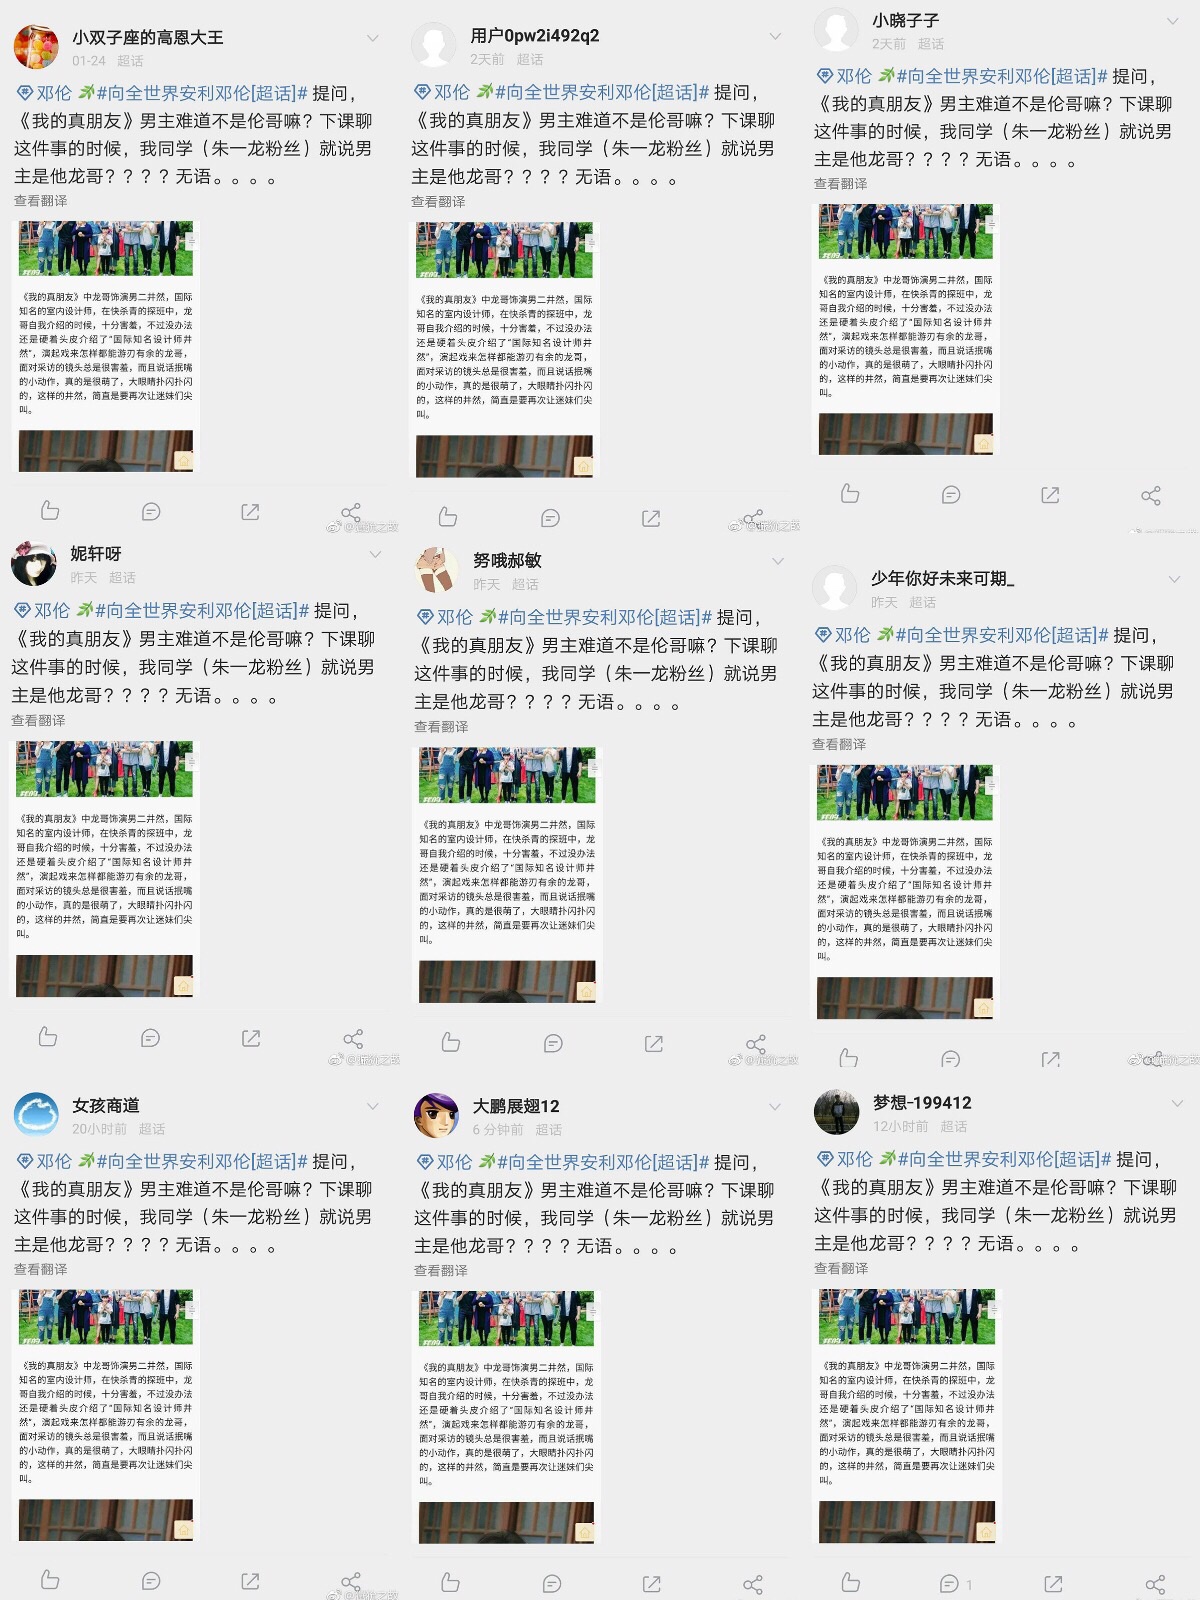 小双子座的高恩大王
01-24 超话
邓伦 #向全世界安利邓伦[超话]# 提问，
《我的真朋友》男主难道不是伦哥嘛？下课聊
这件事的时候，我同学（朱一龙粉丝）就说男
主是他龙哥？？？？无语。。。。
查看翻译
《我的真朋友》中龙哥饰演男二井然，国际
知名的室内设计师，在快杀青的探班中，龙
哥自我介绍的时候，十分害羞，不过没办法
还是硬着头皮介绍了“国际知名设计师井
然”，演起戏来怎样都能游刃有余的龙哥，
面对采访的镜头总是很害羞，而且说话抿嘴
的小动作，真的是很萌了，大眼睛扑闪扑闪
的，这样的井然，简直是要再次让迷妹们尖
叫。
用户0pw2i492q2
2天前 超话
邓伦 #向全世界安利邓伦[超话]# 提问，
《我的真朋友》男主难道不是伦哥嘛？下课聊
这件事的时候，我同学（朱一龙粉丝）就说男
主是他龙哥？？？？无语。。。。
查看翻译
《我的真朋友》中龙哥饰演男二井然，国际
知名的室内设计师，在快杀青的探班中，龙
哥自我介绍的时候，十分害羞，不过没办法
还是硬着头皮介绍了“国际知名设计师井
然”，演起戏来怎样都能游刃有余的龙哥，
面对采访的镜头总是很害羞，而且说话抿嘴
的小动作，真的是很萌了，大眼睛扑闪扑闪
的，这样的井然，简直是要再次让迷妹们尖
叫。
小晓子子
2天前 超话
邓伦 #向全世界安利邓伦[超话]# 提问，
《我的真朋友》男主难道不是伦哥嘛？下课聊
这件事的时候，我同学（朱一龙粉丝）就说男
主是他龙哥？？？？无语。。。。
查看翻译
《我的真朋友》中龙哥饰演男二井然，国际
知名的室内设计师，在快杀青的探班中，龙
哥自我介绍的时候，十分害羞，不过没办法
还是硬着头皮介绍了“国际知名设计师井
然”，演起戏来怎样都能游刃有余的龙哥，
面对采访的镜头总是很害羞，而且说话抿嘴
的小动作，真的是很萌了，大眼睛扑闪扑闪
的，这样的井然，简直是要再次让迷妹们尖
叫。
妮轩呀
昨天 超话
邓伦 #向全世界安利邓伦[超话]# 提问，
《我的真朋友》男主难道不是伦哥嘛？下课聊
这件事的时候，我同学（朱一龙粉丝）就说男
主是他龙哥？？？？无语。。。。
查看翻译
《我的真朋友》中龙哥饰演男二井然，国际
知名的室内设计师，在快杀青的探班中，龙
哥自我介绍的时候，十分害羞，不过没办法
还是硬着头皮介绍了“国际知名设计师井
然”，演起戏来怎样都能游刃有余的龙哥，
面对采访的镜头总是很害羞，而且说话抿嘴
的小动作，真的是很萌了，大眼睛扑闪扑闪
的，这样的井然，简直是要再次让迷妹们尖
叫。
努哦郝敏
昨天 超话
邓伦 #向全世界安利邓伦[超话]# 提问，
《我的真朋友》男主难道不是伦哥嘛？下课聊
这件事的时候，我同学（朱一龙粉丝）就说男
主是他龙哥？？？？无语。。。。
查看翻译
《我的真朋友》中龙哥饰演男二井然，国际
知名的室内设计师，在快杀青的探班中，龙
哥自我介绍的时候，十分害羞，不过没办法
还是硬着头皮介绍了“国际知名设计师井
然”，演起戏来怎样都能游刃有余的龙哥，
面对采访的镜头总是很害羞，而且说话抿嘴
的小动作，真的是很萌了，大眼睛扑闪扑闪
的，这样的井然，简直是要再次让迷妹们尖
叫。
少年你好未来可期_
昨天 超话
邓伦 #向全世界安利邓伦[超话]# 提问，
《我的真朋友》男主难道不是伦哥嘛？下课聊
这件事的时候，我同学（朱一龙粉丝）就说男
主是他龙哥？？？？无语。。。。
查看翻译
《我的真朋友》中龙哥饰演男二井然，国际
知名的室内设计师，在快杀青的探班中，龙
哥自我介绍的时候，十分害羞，不过没办法
还是硬着头皮介绍了“国际知名设计师井
然”，演起戏来怎样都能游刃有余的龙哥，
面对采访的镜头总是很害羞，而且说话抿嘴
的小动作，真的是很萌了，大眼睛扑闪扑闪
的，这样的井然，简直是要再次让迷妹们尖
叫。
女孩商道
20小时前 超话
邓伦 #向全世界安利邓伦[超话]# 提问，
《我的真朋友》男主难道不是伦哥嘛？下课聊
这件事的时候，我同学（朱一龙粉丝）就说男
主是他龙哥？？？？无语。。。。
查看翻译
《我的真朋友》中龙哥饰演男二井然，国际
知名的室内设计师，在快杀青的探班中，龙
哥自我介绍的时候，十分害羞，不过没办法
还是硬着头皮介绍了“国际知名设计师井
然”，演起戏来怎样都能游刃有余的龙哥，
面对采访的镜头总是很害羞，而且说话抿嘴
的小动作，真的是很萌了，大眼睛扑闪扑闪
的，这样的井然，简直是要再次让迷妹们尖
叫。
大鹏展翅12
6 分钟前 超话
邓伦 #向全世界安利邓伦[超话]# 提问，
《我的真朋友》男主难道不是伦哥嘛？下课聊
这件事的时候，我同学（朱一龙粉丝）就说男
主是他龙哥？？？？无语。。。。
查看翻译
《我的真朋友》中龙哥饰演男二井然，国际
知名的室内设计师，在快杀青的探班中，龙
哥自我介绍的时候，十分害羞，不过没办法
还是硬着头皮介绍了“国际知名设计师井
然”，演起戏来怎样都能游刃有余的龙哥，
面对采访的镜头总是很害羞，而且说话抿嘴
的小动作，真的是很萌了，大眼睛扑闪扑闪
的，这样的井然，简直是要再次让迷妹们尖
叫。
梦想-199412
12小时前 超话
邓伦 #向全世界安利邓伦[超话]# 提问，
《我的真朋友》男主难道不是伦哥嘛？下课聊
这件事的时候，我同学（朱一龙粉丝）就说男
主是他龙哥？？？？无语。。。。
查看翻译
《我的真朋友》中龙哥饰演男二井然，国际
知名的室内设计师，在快杀青的探班中，龙
哥自我介绍的时候，十分害羞，不过没办法
还是硬着头皮介绍了“国际知名设计师井
然”，演起戏来怎样都能游刃有余的龙哥，
面对采访的镜头总是很害羞，而且说话抿嘴
的小动作，真的是很萌了，大眼睛扑闪扑闪
的，这样的井然，简直是要再次让迷妹们尖
叫。
1